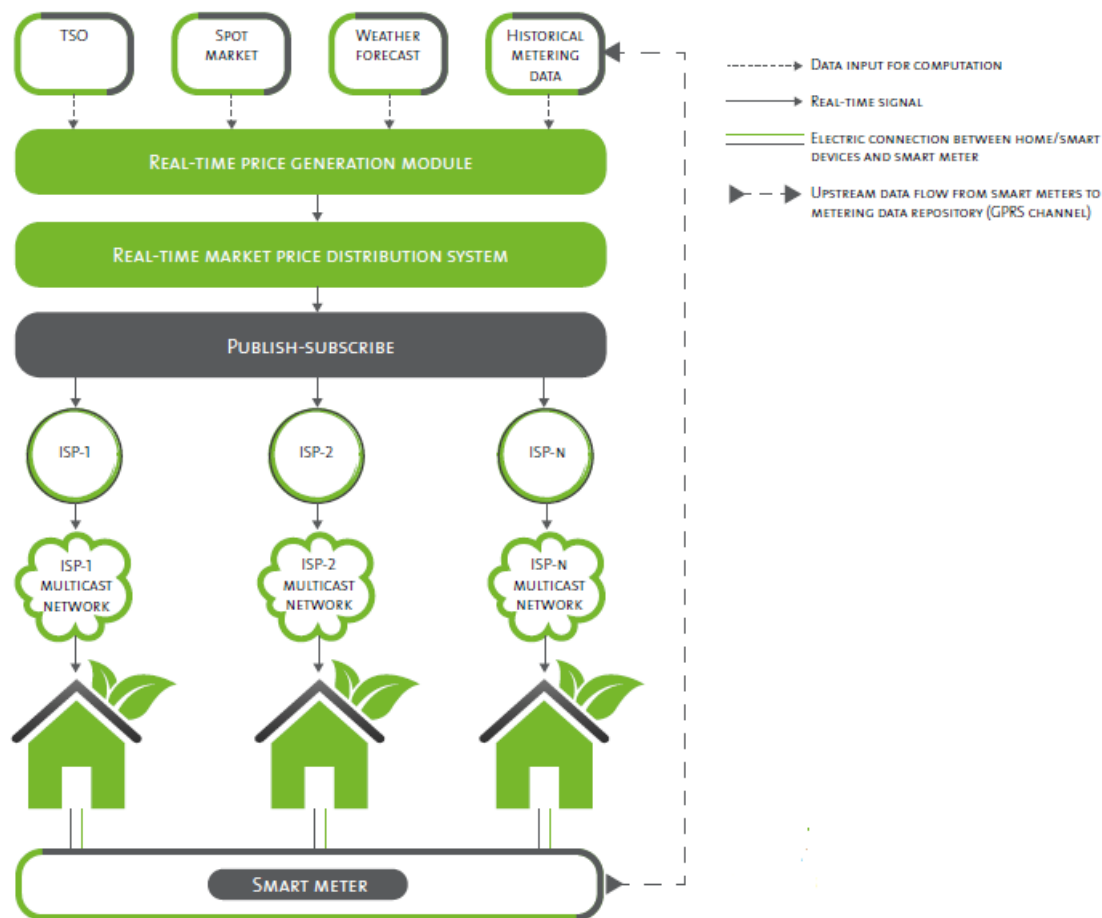 TSO
Spot
market
Weather
forecast
Historical
metering
data
Data input for computation
Real-time signal
Electric connection between home/smart
devices and smart meter
Upstream data flow from smart meters to
metering data repository (GPRS channel)
Real-time price generation module
Real-time market price distribution system
Publish-subscribe
ISP-1
ISP-2
ISP-n
ISP-1
multicast
network
ISP-2
multicast
network
ISP-n
multicast
network
Smart meter